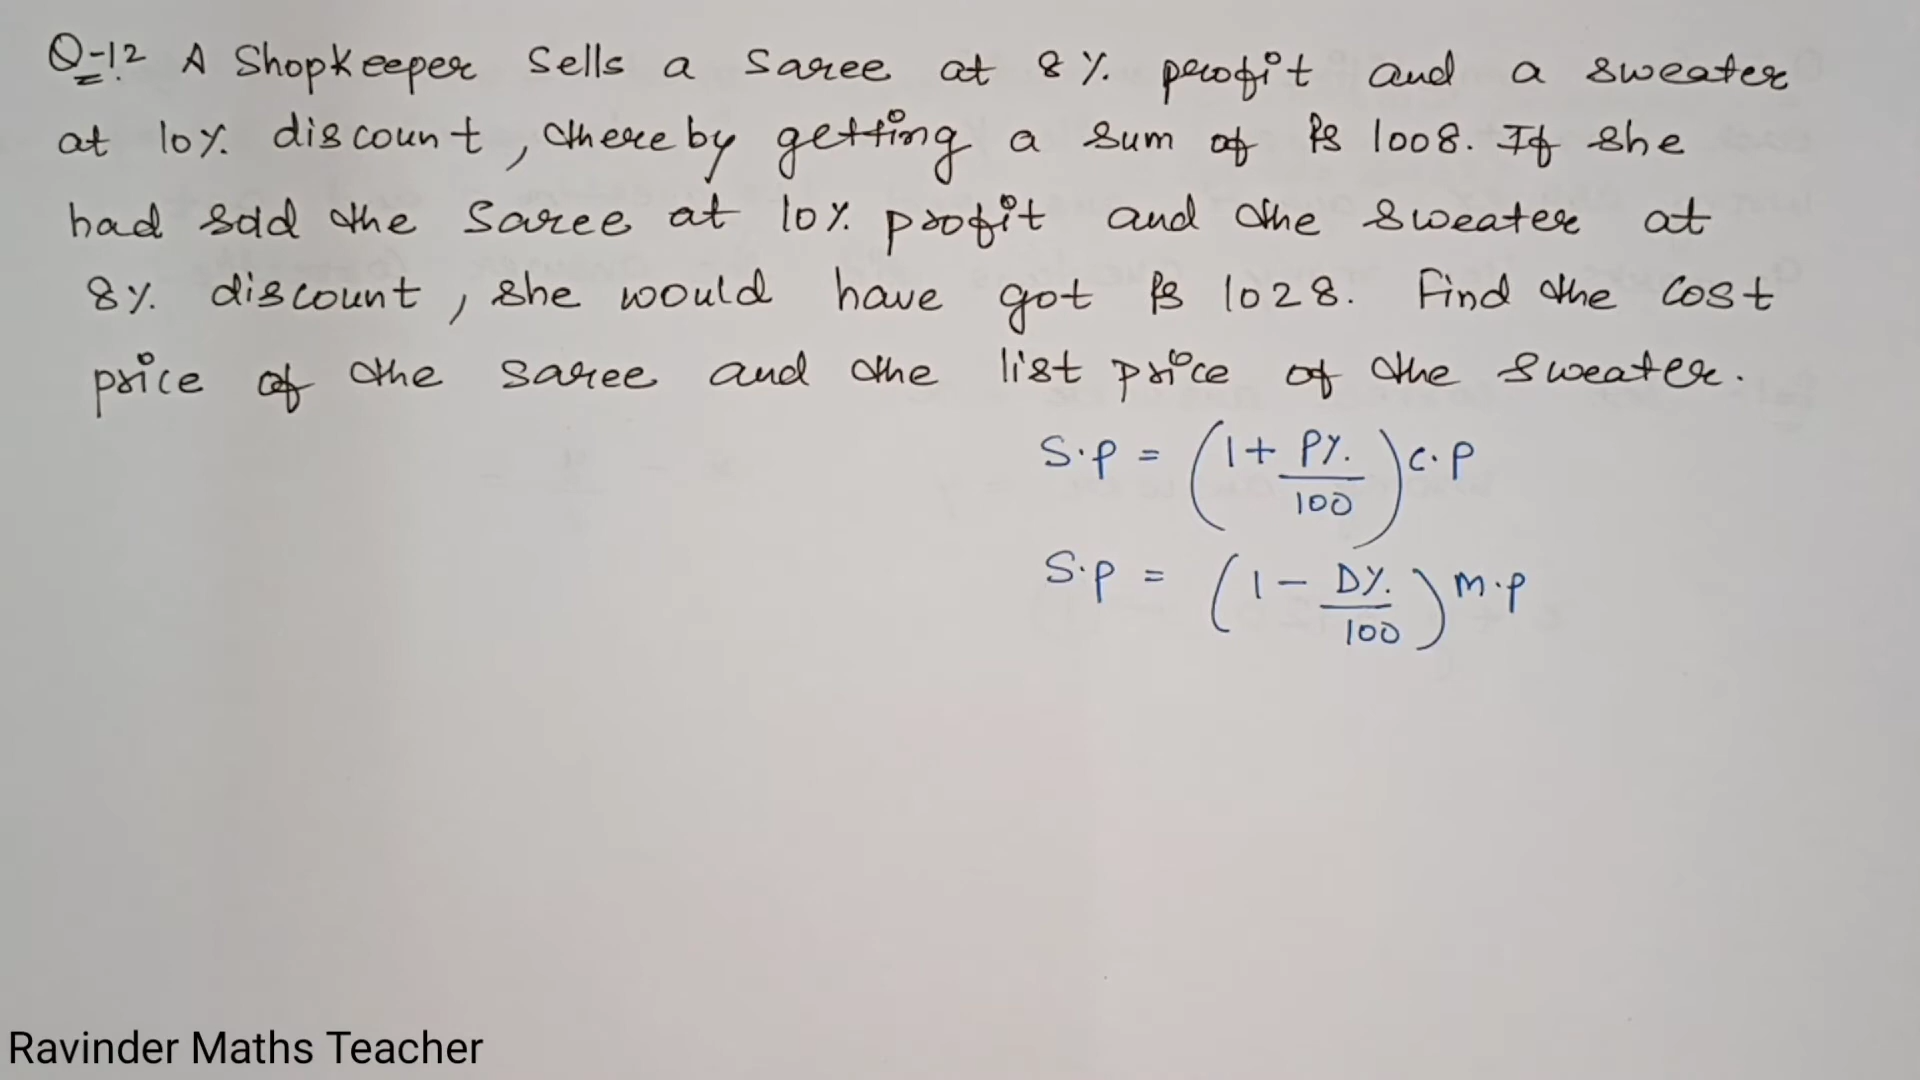 Q-12 A Shopkeeper Sells a Saree at 8% profit and a sweater
at 10% discount, thereby getting a sum of Rs 1008. If she
had sold the Saree at 10% profit and the sweater at
8% discount, she would have got Rs 1028. Find the cost
price of the saree and the list price of the sweater.
S.P = (1 + P%/100) C.P
S.P = (1 - D%/100) M.P
Ravinder Maths Teacher